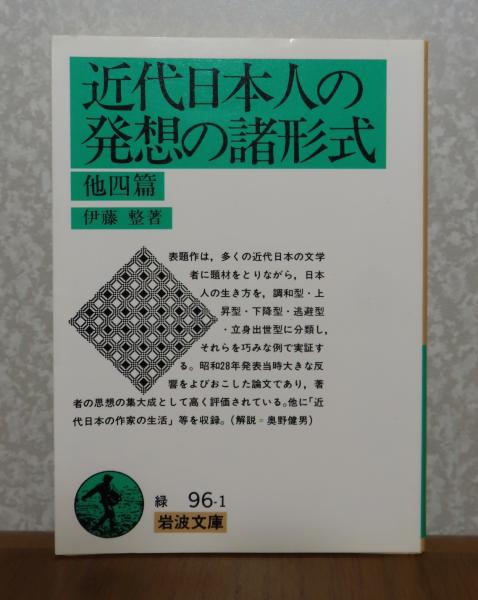 近代日本人の
発想の諸形式
他四篇
伊藤 整著
表題作は，多くの近代日本の文学
者に題材をとりながら，日本
人の生き方を，調和型・上
昇型・下降型・逃避型
・立身出世型に分類し，
それらを巧みな例で実証す
る。昭和28年発表当時大きな反
響をよびおこした論文であり，著
者の思想の集大成として高く評価されている。他に「近
代日本の作家の生活」等を収録。（解説＝奥野健男）
緑 96-1
岩波文庫